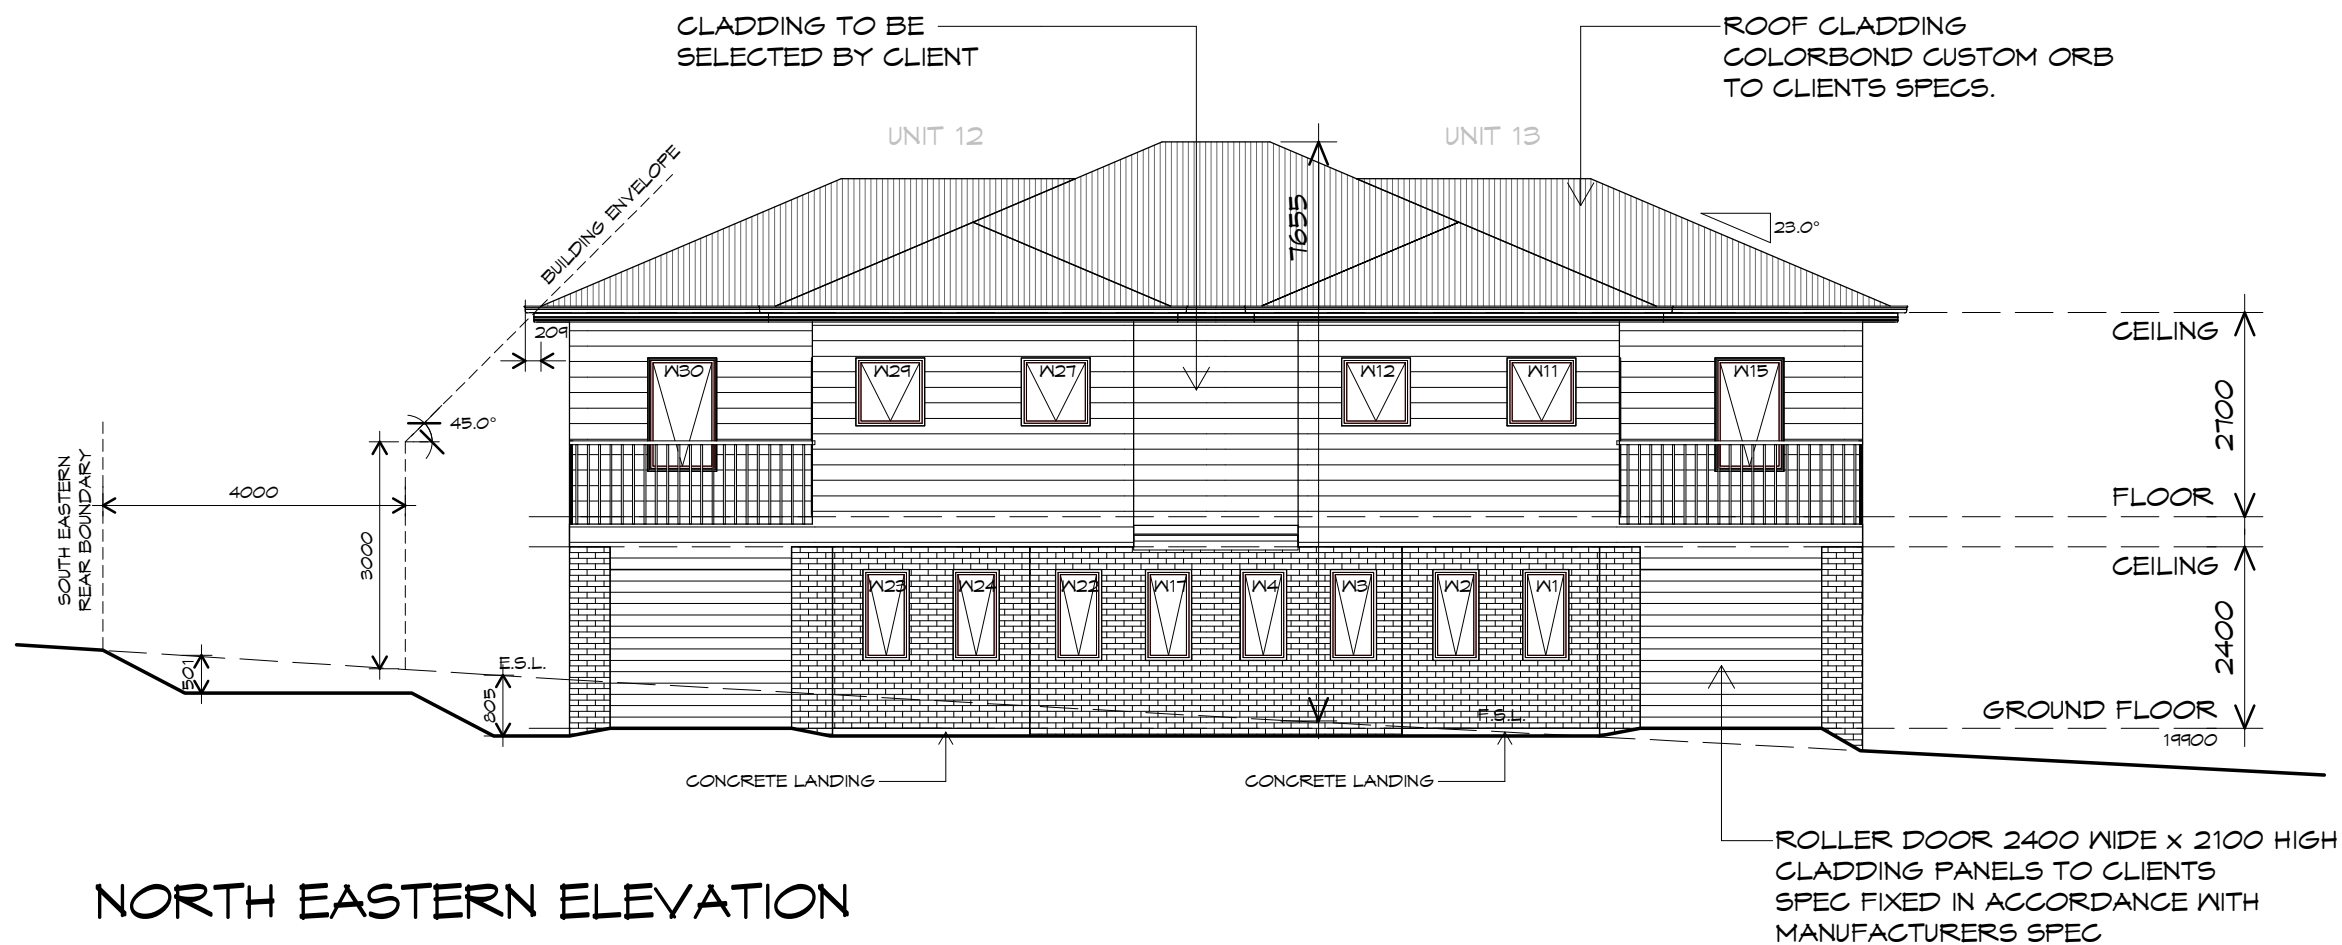 CLADDING TO BE
SELECTED BY CLIENT
ROOF CLADDING
COLORBOND CUSTOM ORB
TO CLIENTS SPECS.
UNIT 12
UNIT 13
BUILDING ENVELOPE
7655
23.0°
209
CEILING
W30
W29
W27
W12
W11
W15
2700
45.0°
SOUTH EASTERN
REAR BOUNDARY
4000
FLOOR
3000
CEILING
W23
W24
W22
W17
W4
W3
W2
W1
2400
501
E.S.L.
805
F.S.L.
GROUND FLOOR
19900
CONCRETE LANDING
CONCRETE LANDING
ROLLER DOOR 2400 WIDE x 2100 HIGH
CLADDING PANELS TO CLIENTS
SPEC FIXED IN ACCORDANCE WITH
MANUFACTURERS SPEC
NORTH EASTERN ELEVATION